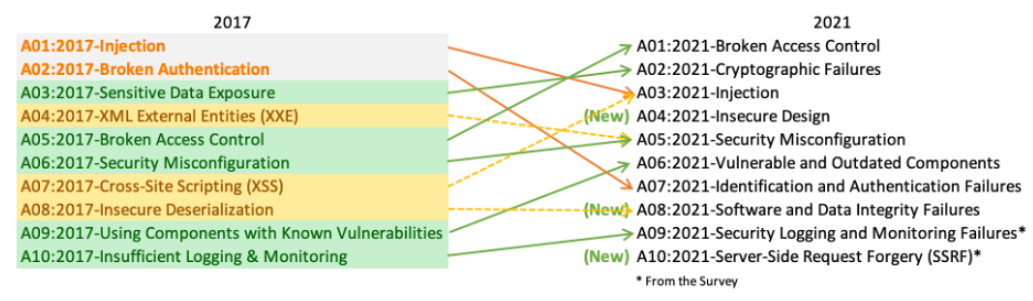 2017 2021
A01:2017-Injection A01:2021-Broken Access Control
A02:2017-Broken Authentication A02:2021-Cryptographic Failures
A03:2017-Sensitive Data Exposure A03:2021-Injection
A04:2017-XML External Entities (XXE) (New) A04:2021-Insecure Design
A05:2017-Broken Access Control A05:2021-Security Misconfiguration
A06:2017-Security Misconfiguration A06:2021-Vulnerable and Outdated Components
A07:2017-Cross-Site Scripting (XSS) A07:2021-Identification and Authentication Failures
A08:2017-Insecure Deserialization (New) A08:2021-Software and Data Integrity Failures
A09:2017-Using Components with Known Vulnerabilities A09:2021-Security Logging and Monitoring Failures*
A10:2017-Insufficient Logging & Monitoring (New) A10:2021-Server-Side Request Forgery (SSRF)*
* From the Survey